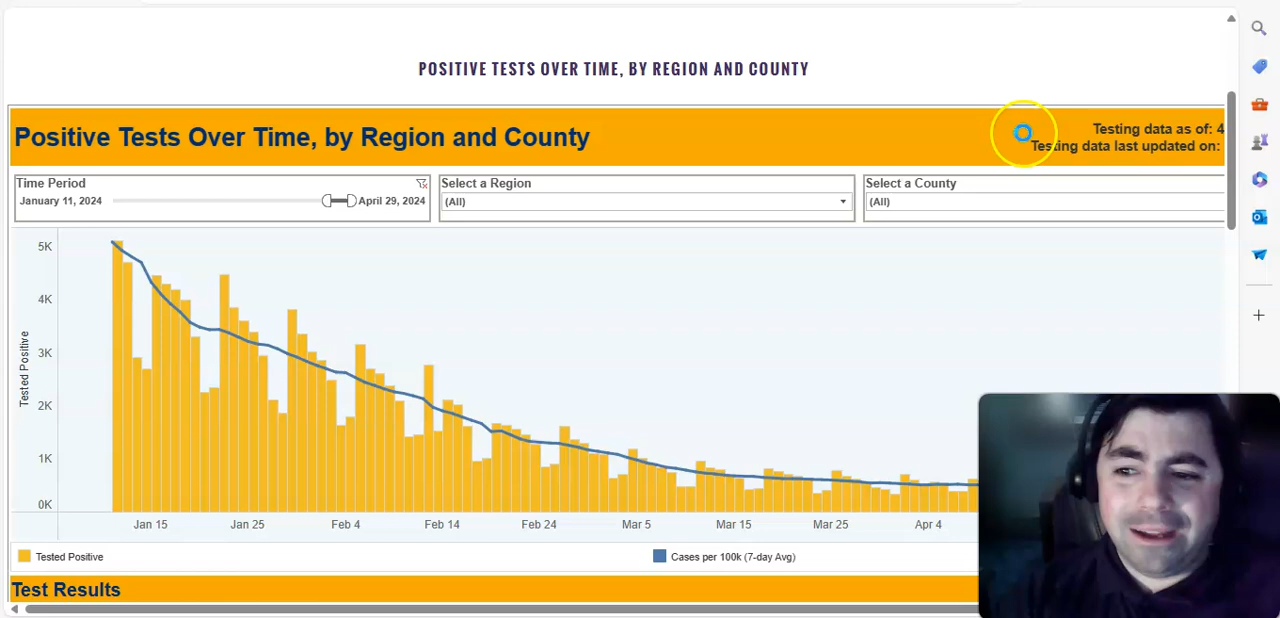 POSITIVE TESTS OVER TIME, BY REGION AND COUNTY
Positive Tests Over Time, by Region and County
Testing data as of: 4
Testing data last updated on:
Time Period
January 11, 2024
April 29, 2024
Select a Region
(All)
Select a County
(All)
5K
4K
3K
2K
1K
0K
Tested Positive
Jan 15
Jan 25
Feb 4
Feb 14
Feb 24
Mar 5
Mar 15
Mar 25
Apr 4
Tested Positive
Cases per 100k (7-day Avg)
Test Results